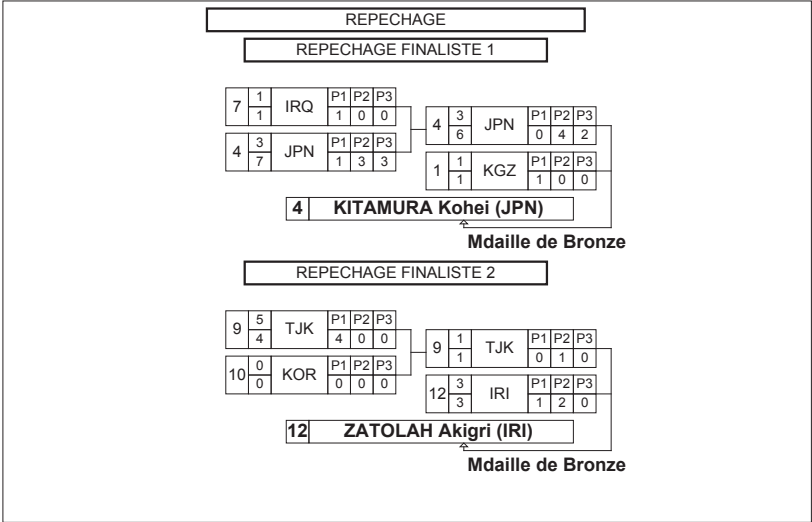 REPECHAGE
REPECHAGE FINALISTE 1
7 1 IRQ P1 P2 P3
1 1 0 0
4 3 JPN P1 P2 P3
7 1 3 3
4 3 JPN P1 P2 P3
6 0 4 2
1 1 KGZ P1 P2 P3
1 1 0 0
4 KITAMURA Kohei (JPN)
Mdaille de Bronze
REPECHAGE FINALISTE 2
9 5 TJK P1 P2 P3
4 4 0 0
10 0 KOR P1 P2 P3
0 0 0 0
9 1 TJK P1 P2 P3
1 0 1 0
12 3 IRI P1 P2 P3
3 1 2 0
12 ZATOLAH Akigri (IRI)
Mdaille de Bronze